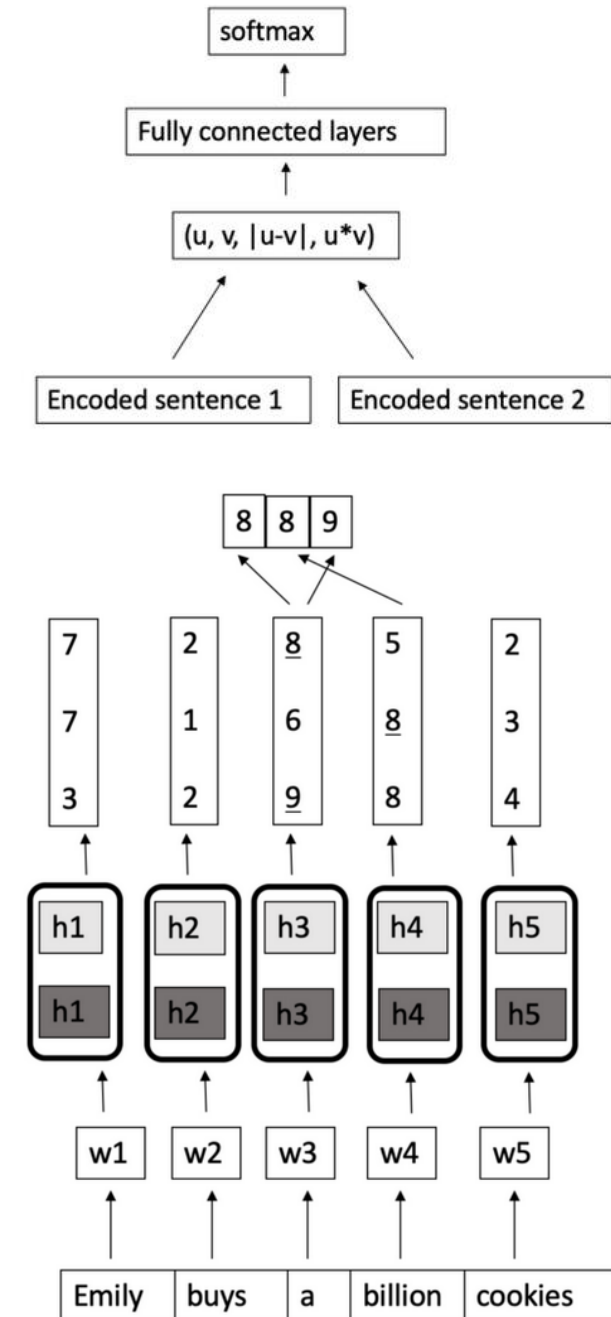 softmax
Fully connected layers
(u, v, |u-v|, u*v)
Encoded sentence 1 Encoded sentence 2
8 8 9
7 2 8 5 2
7 1 6 8 3
3 2 9 8 4
h1 h2 h3 h4 h5
h1 h2 h3 h4 h5
w1 w2 w3 w4 w5
Emily buys a billion cookies